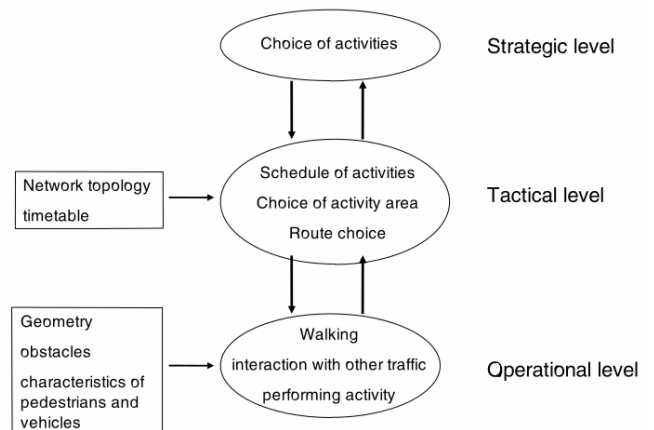 Choice of activities
Strategic level
Schedule of activities
Choice of activity area
Route choice
Tactical level
Network topology
timetable
Geometry
obstacles
characteristics of
pedestrians and
vehicles
Walking
interaction with other traffic
performing activity
Operational level